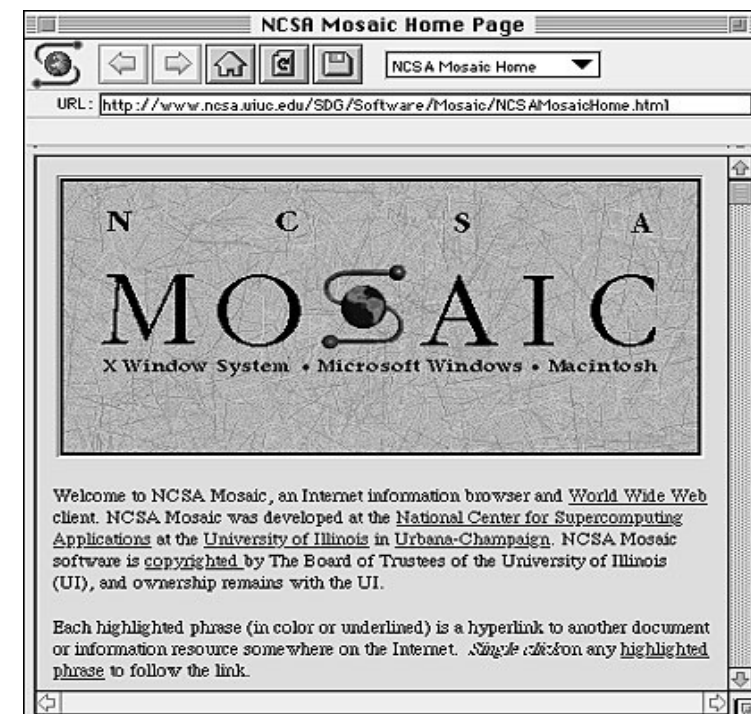 NCSA Mosaic Home Page
NCSA Mosaic Home
URL: http://www.ncsa.uiuc.edu/SDG/Software/Mosaic/NCSAMosaicHome.html
N C S A
MOSAIC
X Window System • Microsoft Windows • Macintosh
Welcome to NCSA Mosaic, an Internet information browser and World Wide Web
client. NCSA Mosaic was developed at the National Center for Supercomputing
Applications at the University of Illinois in Urbana-Champaign. NCSA Mosaic
software is copyrighted by The Board of Trustees of the University of Illinois
(UI), and ownership remains with the UI.
Each highlighted phrase (in color or underlined) is a hyperlink to another document
or information resource somewhere on the Internet. Single click on any highlighted
phrase to follow the link.